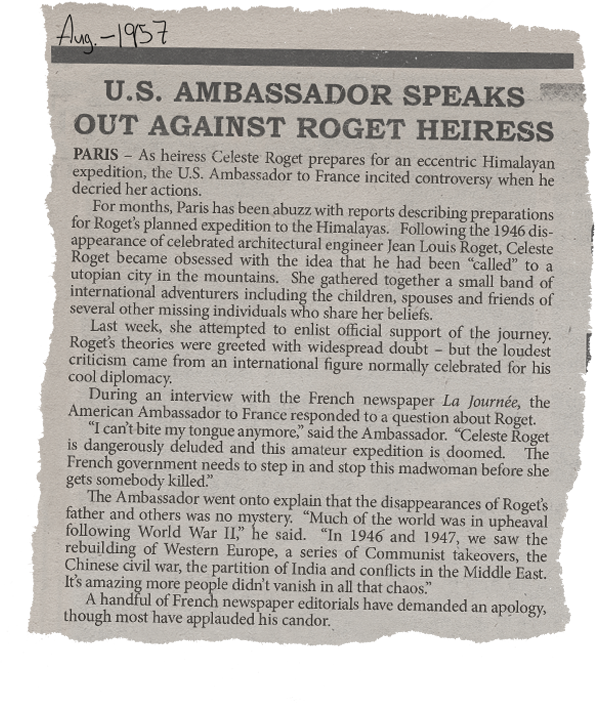 Aug.-1957
U.S. AMBASSADOR SPEAKS
OUT AGAINST ROGET HEIRESS
PARIS – As heiress Celeste Roget prepares for an eccentric Himalayan
expedition, the U.S. Ambassador to France incited controversy when he
decried her actions.
For months, Paris has been abuzz with reports describing preparations
for Roget's planned expedition to the Himalayas. Following the 1946 dis-
appearance of celebrated architectural engineer Jean Louis Roget, Celeste
Roget became obsessed with the idea that he had been "called" to a
utopian city in the mountains. She gathered together a small band of
international adventurers including the children, spouses and friends of
several other missing individuals who share her beliefs.
Last week, she attempted to enlist official support of the journey.
Roget's theories were greeted with widespread doubt – but the loudest
criticism came from an international figure normally celebrated for his
cool diplomacy.
During an interview with the French newspaper La Journée, the
American Ambassador to France responded to a question about Roget.
"I can't bite my tongue anymore," said the Ambassador. "Celeste Roget
is dangerously deluded and this amateur expedition is doomed. The
French government needs to step in and stop this madwoman before she
gets somebody killed."
The Ambassador went onto explain that the disappearances of Roget's
father and others was no mystery. "Much of the world was in upheaval
following World War II," he said. "In 1946 and 1947, we saw the
rebuilding of Western Europe, a series of Communist takeovers, the
Chinese civil war, the partition of India and conflicts in the Middle East.
It's amazing more people didn't vanish in all that chaos."
A handful of French newspaper editorials have demanded an apology,
though most have applauded his candor.